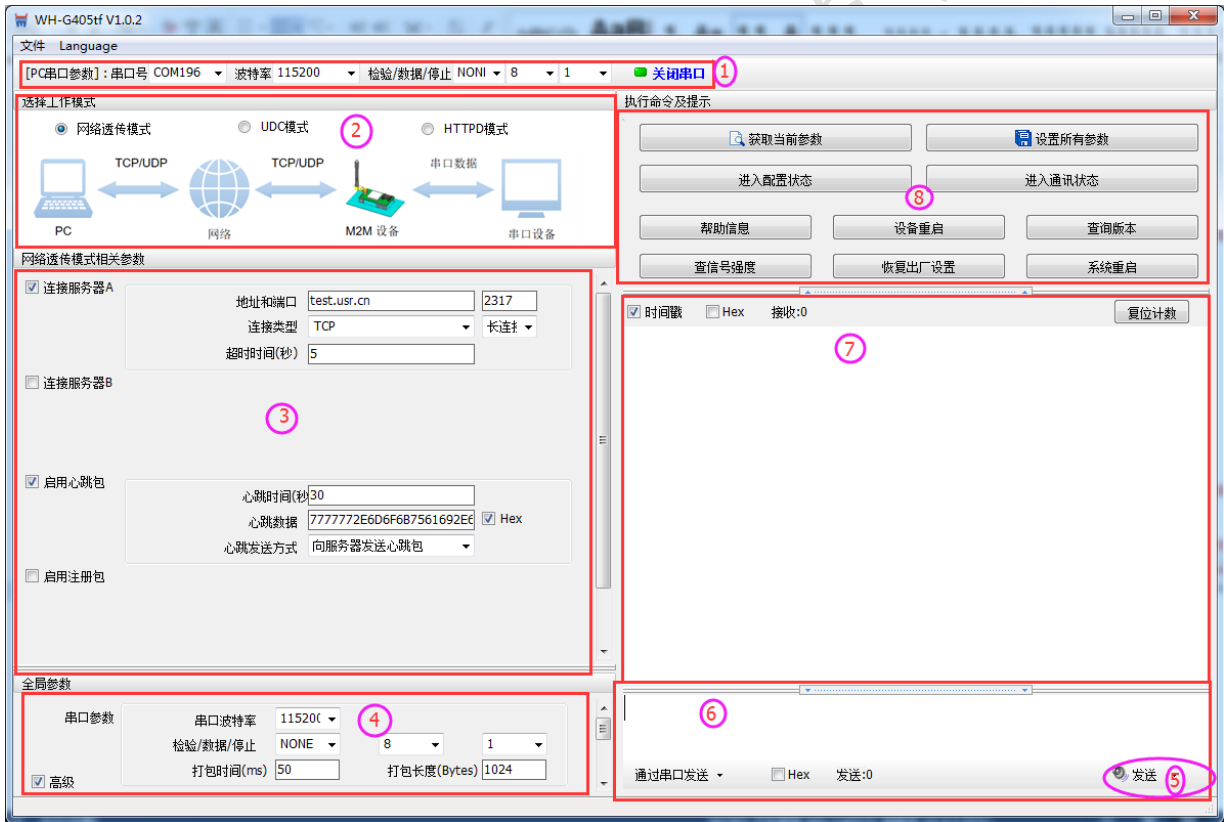 WH-G405tf V1.0.2
文件 Language
[PC串口参数]：串口号 COM196 波特率 115200 检验/数据/停止 NONI 8 1 关闭串口 1
选择工作模式
网络透传模式 UDC模式 2 HTTPD模式
TCP/UDP TCP/UDP 串口数据
PC 网络 M2M 设备 串口设备
网络透传模式相关参数
连接服务器A
地址和端口 test.usr.cn 2317
连接类型 TCP 长连接
超时时间(秒) 5
连接服务器B
3
启用心跳包
心跳时间(秒 30
心跳数据 7777772E6D6F6B7561692E6 Hex
心跳发送方式 向服务器发送心跳包
启用注册包
全局参数
串口参数 串口波特率 115200 4
检验/数据/停止 NONE 8 1
打包时间(ms) 50 打包长度(Bytes) 1024
高级
执行命令及提示
获取当前参数 设置所有参数
进入配置状态 进入通讯状态
8
帮助信息 设备重启 查询版本
查信号强度 恢复出厂设置 系统重启
时间戳 Hex 接收:0 复位计数
7
6
通过串口发送 Hex 发送:0 发送 5